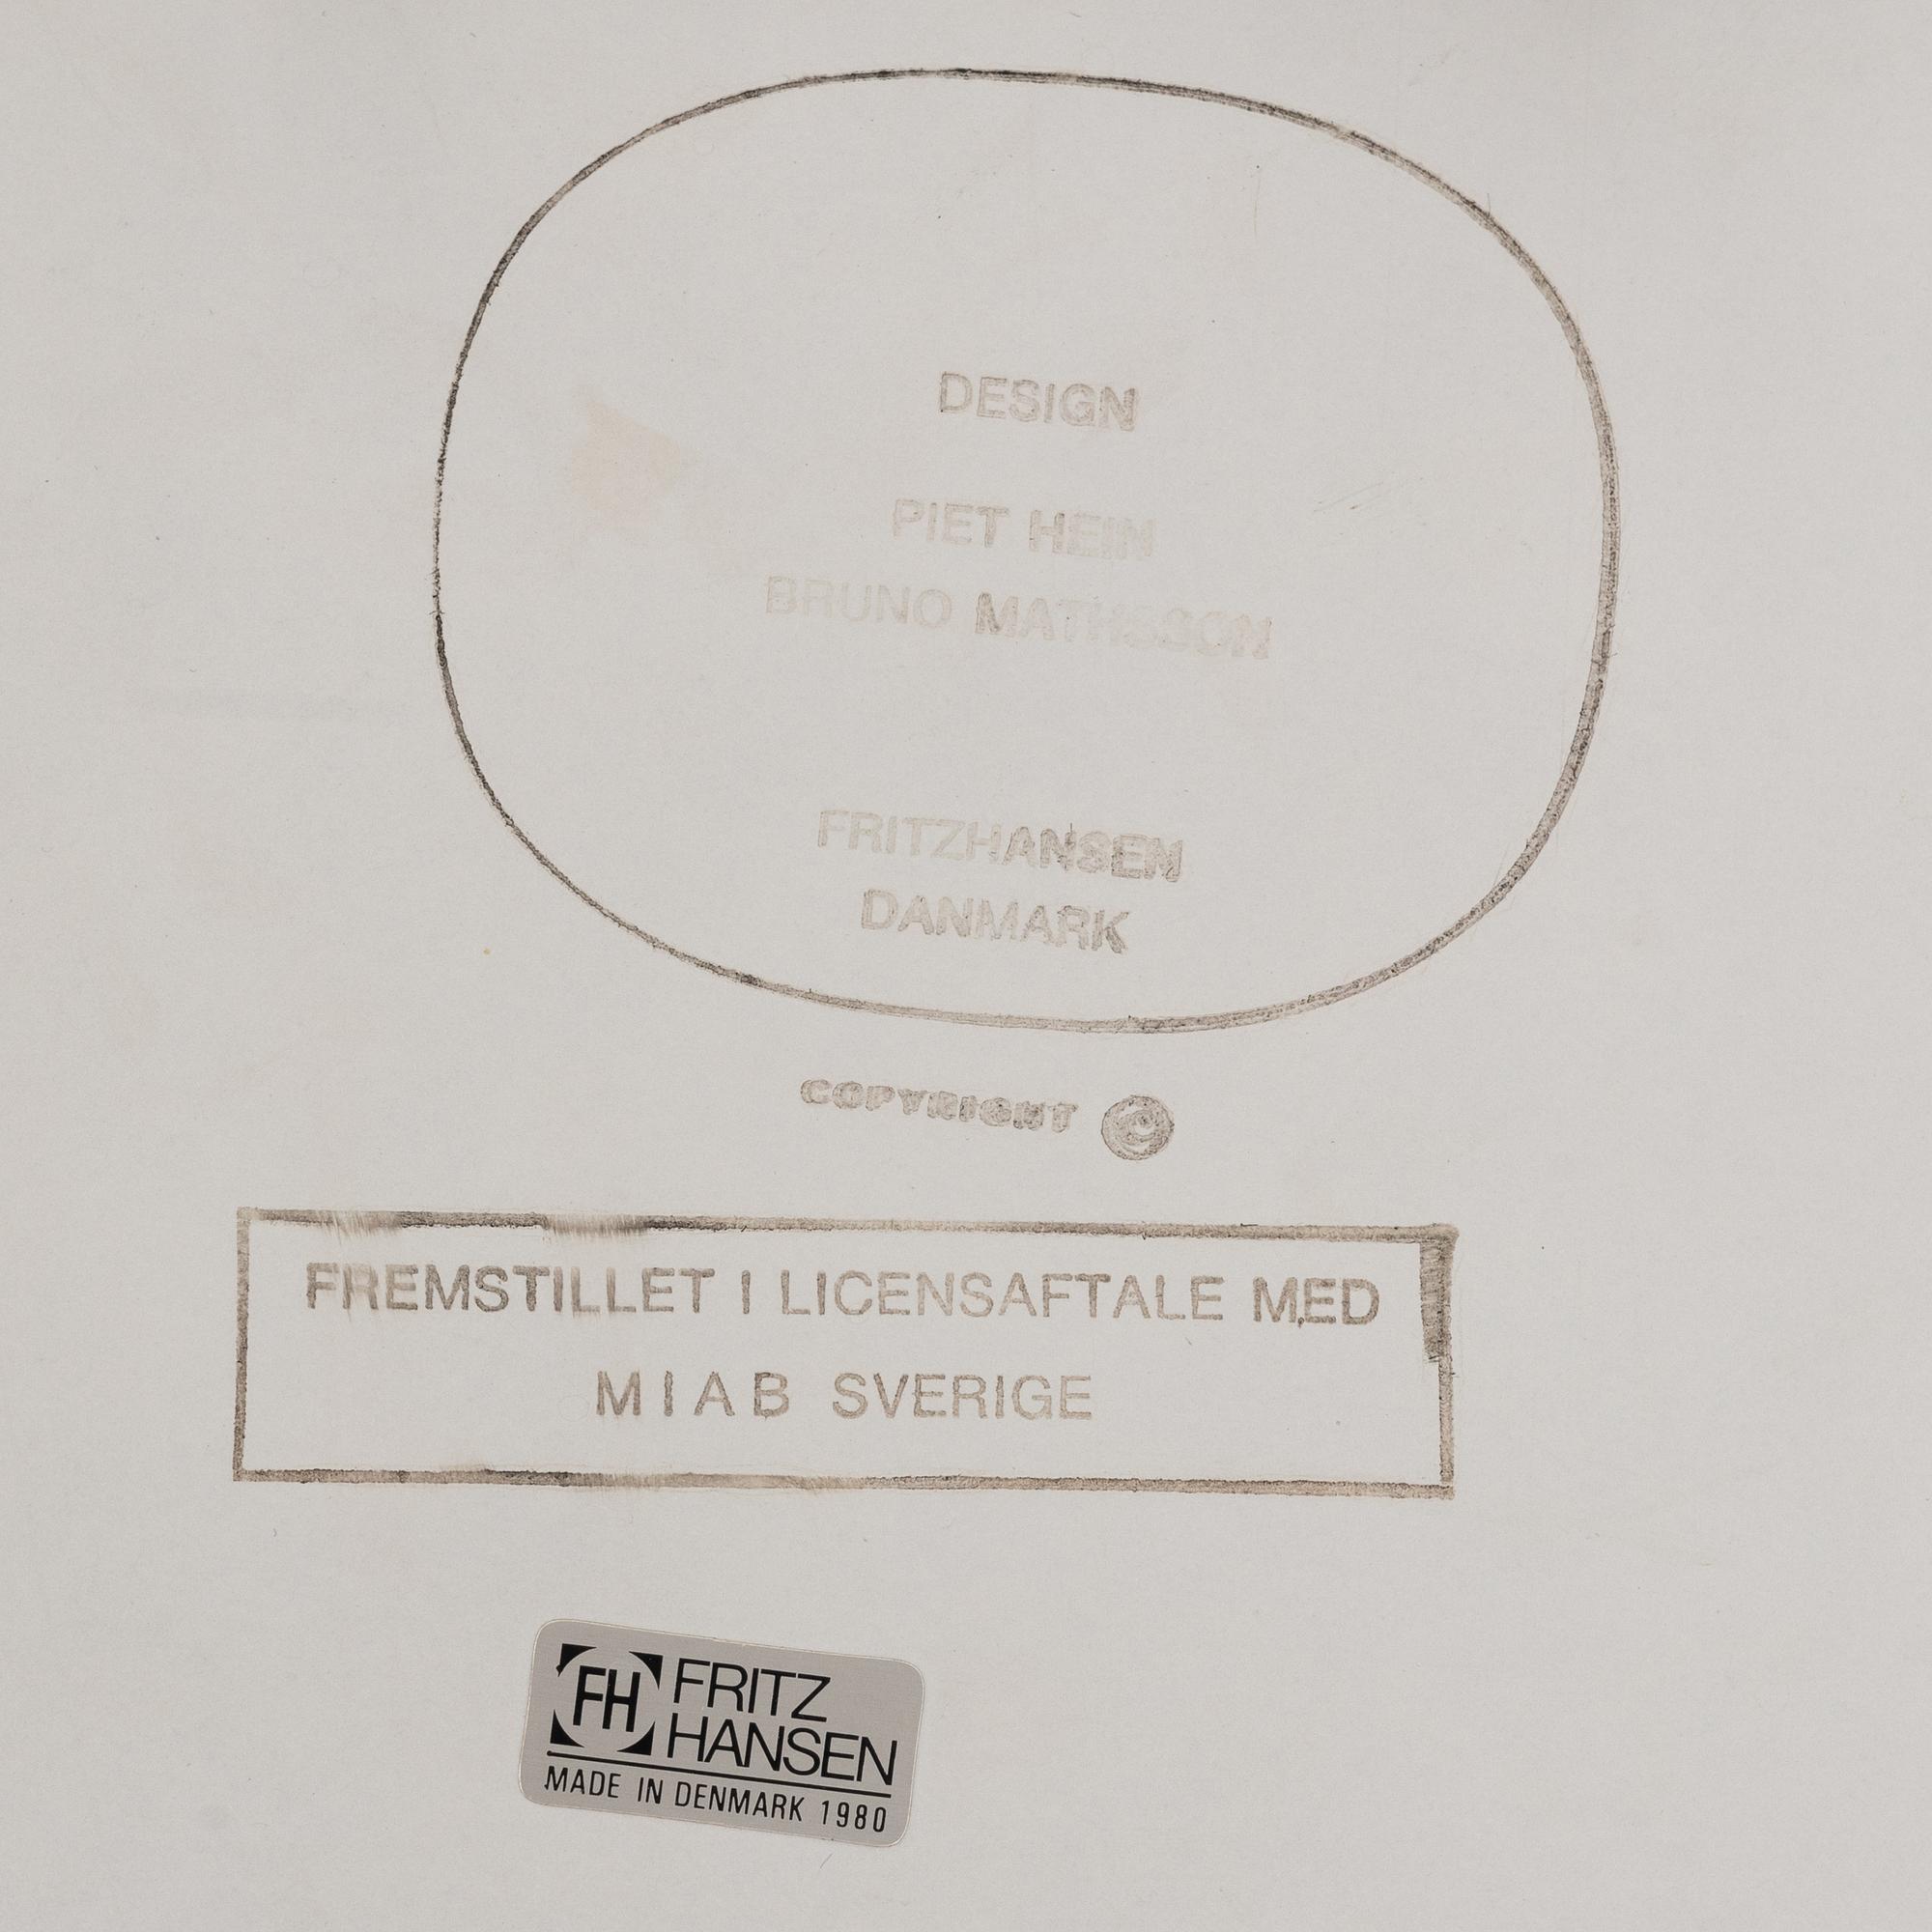 DESIGN
PIET HEIN
BRUNO MATHSSON
FRITZHANSEN
DANMARK
COPYRIGHT ©
FREMSTILLET I LICENSAFTALE MED
MIAB SVERIGE
FH FRITZ
HANSEN
MADE IN DENMARK 1980